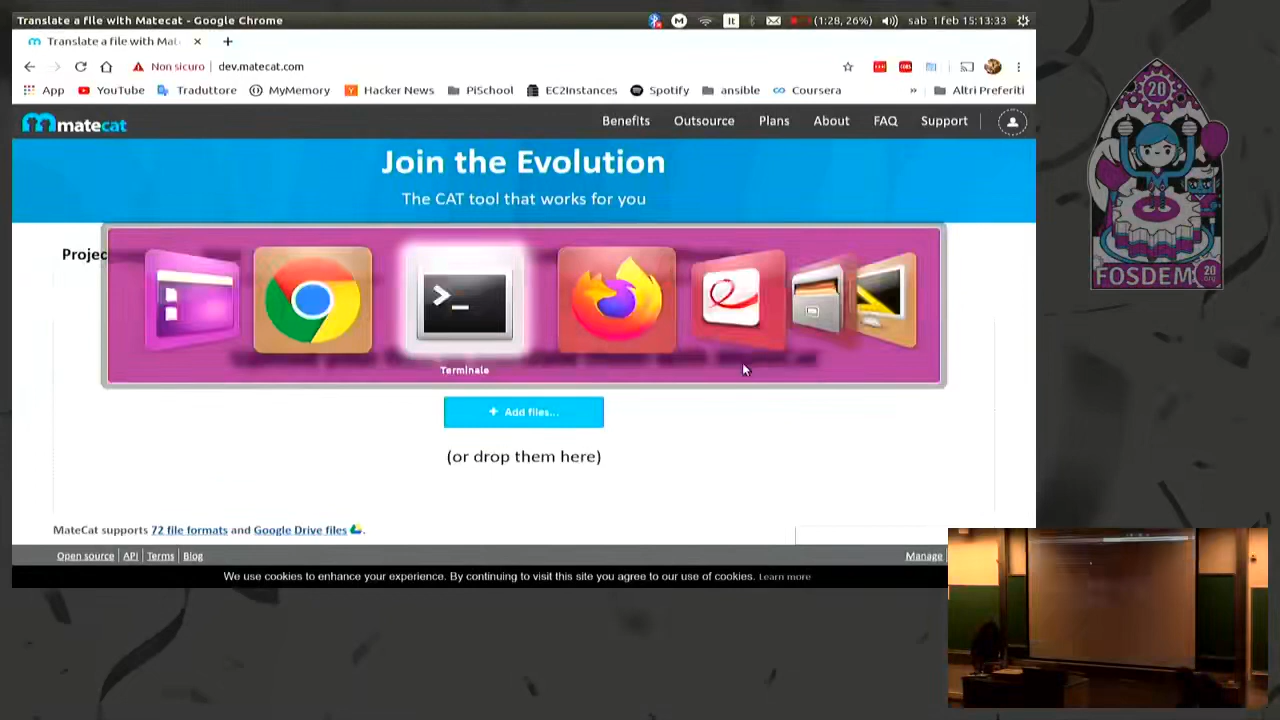 Translate a file with Matecat - Google Chrome
It
(1:28, 26%)
sab 1 feb 15:13:33
Translate a file with Mat
Non sicuro
dev.matecat.com
App
YouTube
Traduttore
MyMemory
Hacker News
PiSchool
EC2Instances
Spotify
ansible
Coursera
»
Altri Preferiti
matecat
Benefits
Outsource
Plans
About
FAQ
Support
Join the Evolution
The CAT tool that works for you
Projec
Terminale
+ Add files...
(or drop them here)
MateCat supports 72 file formats and Google Drive files.
Open source | API | Terms | Blog
Manage
We use cookies to enhance your experience. By continuing to visit this site you agree to our use of cookies. Learn more
20
FOSDEM 20
.org